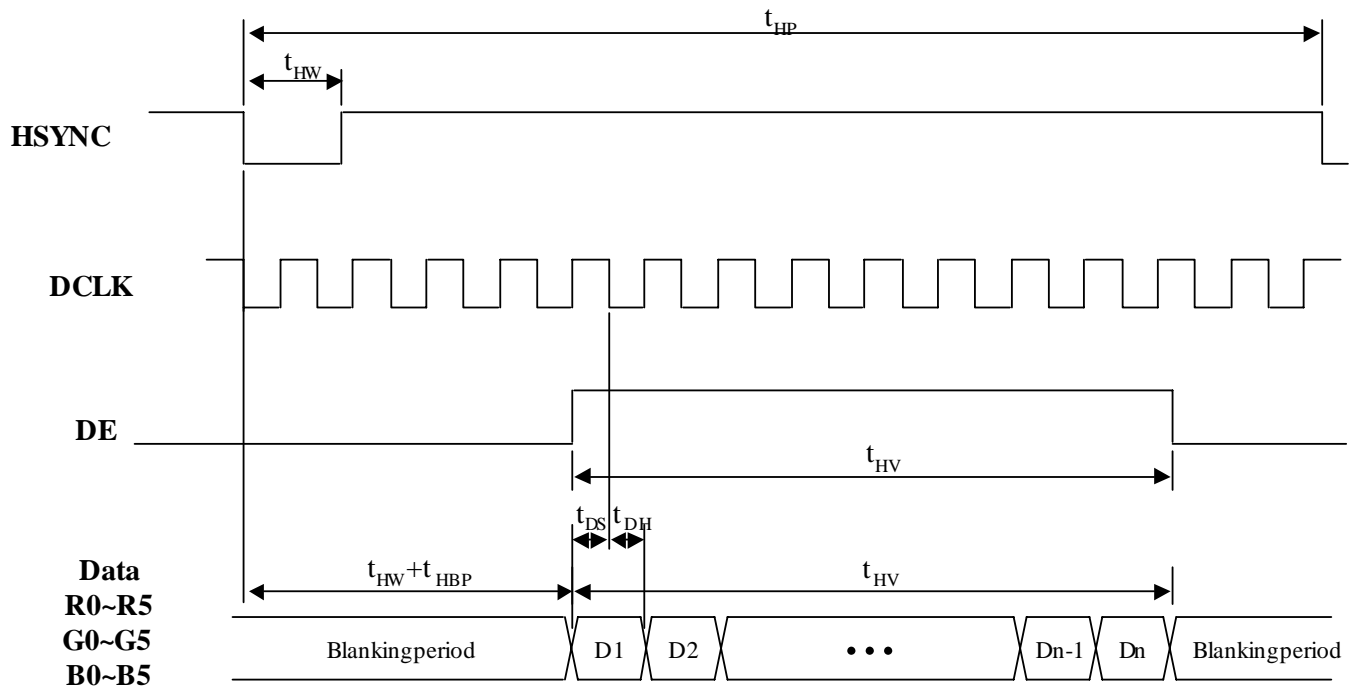 tHP
tHW
HSYNC
DCLK
DE
tHV
tDS tDH
Data
R0~R5
G0~G5
B0~B5
tHW+tHBP
tHV
Blankingperiod D1 D2 ••• Dn-1 Dn Blankingperiod